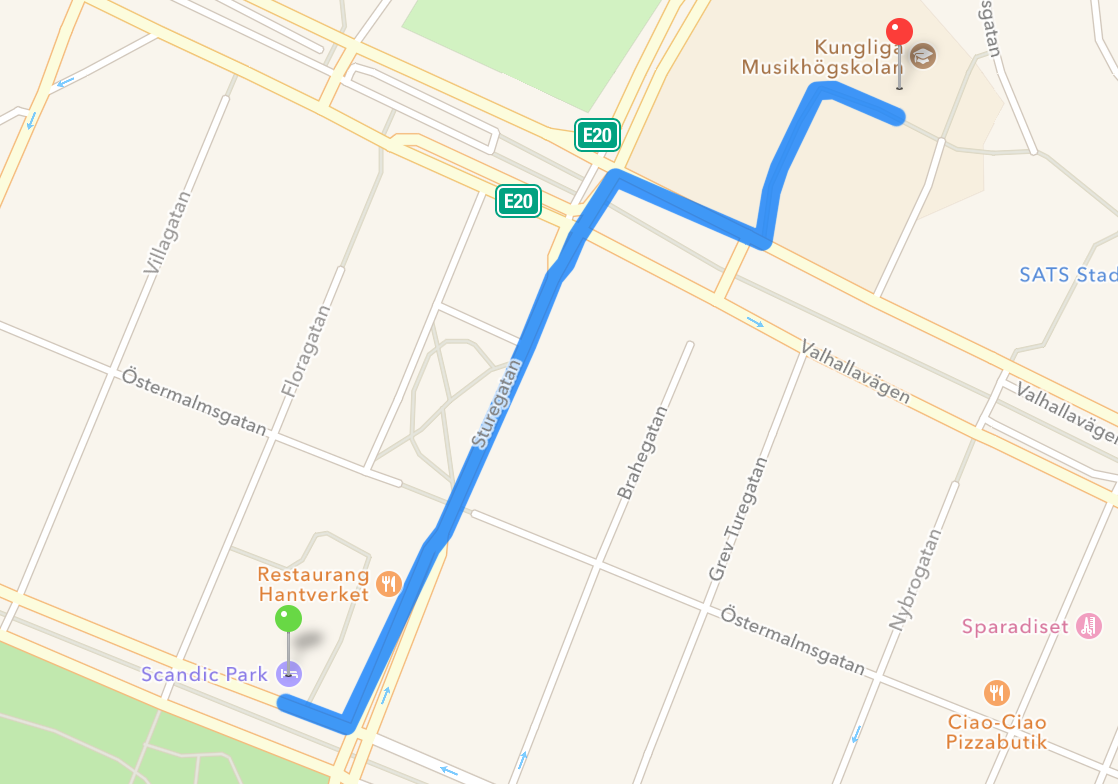 sgatan
Kungliga
Musikhögskolan
E20
E20
Villagatan
SATS Stad
Floragatan
Valhallavägen
Östermalmsgatan
Sturegatan
Valhallavägen
Brahegatan
Grev Turegatan
Nybrogatan
Restaurang
Hantverket
Östermalmsgatan
Sparadiset
Scandic Park
Ciao-Ciao
Pizzabutik